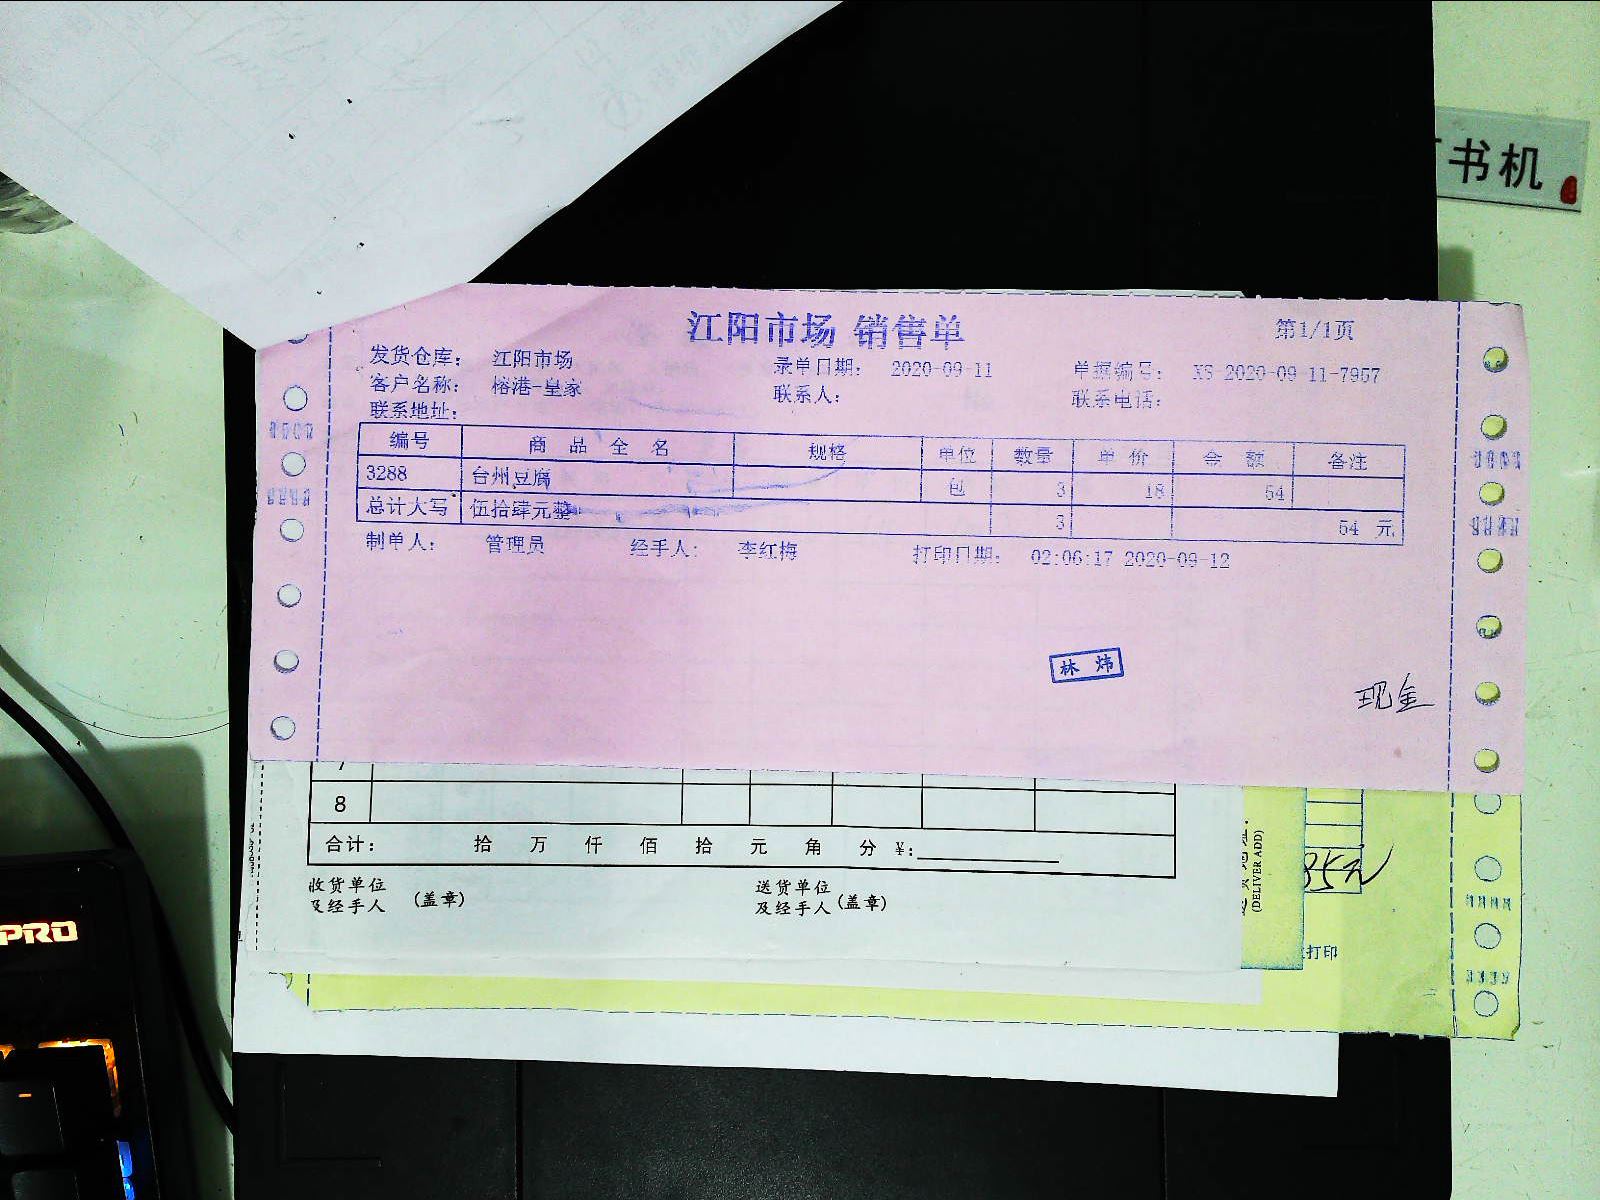 书机
江阳市场 销售单
第1/1页
发货仓库： 江阳市场 录单日期： 2020-09-11 单据编号： XS-2020-09-11-7957
客户名称： 榕港-皇家 联系人： 联系电话：
联系地址：
编号 商品全名 规格 单位 数量 单价 金额 备注
3288 台州豆腐 包 3 18 54
总计大写 伍拾肆元整 3 54 元
制单人： 管理员 经手人： 李红梅 打印日期： 02:06:17 2020-09-12
林炜
现金
7
8
合计： 拾 万 仟 佰 拾 元 角 分 ¥:
收货单位
及经手人 (盖章)
送货单位
及经手人 (盖章)
(DELIVER ADD)
35元
打印
PRO